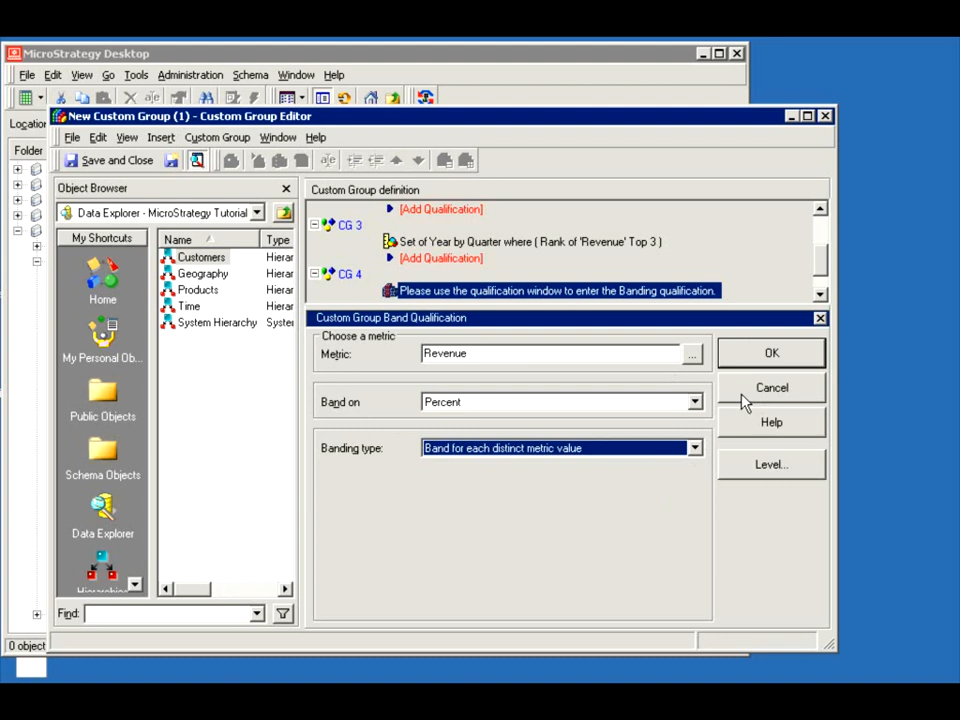 MicroStrategy Desktop
File Edit View Go Tools Administration Schema Window Help
Locatio
Folder
New Custom Group (1) - Custom Group Editor
File Edit View Insert Custom Group Window Help
Save and Close
Object Browser
Data Explorer - MicroStrategy Tutorial
My Shortcuts
Home
My Personal Ob...
Public Objects
Schema Objects
Data Explorer
Name Type
Customers Hierar
Geography Hierar
Products Hierar
Time Hierar
System Hierarchy Syster
Find:
Custom Group definition
[Add Qualification]
CG 3
Set of Year by Quarter where ( Rank of 'Revenue' Top 3 )
[Add Qualification]
CG 4
Please use the qualification window to enter the Banding qualification.
Custom Group Band Qualification
Choose a metric
Metric: Revenue ...
Band on Percent
Banding type: Band for each distinct metric value
OK
Cancel
Help
Level...
0 object